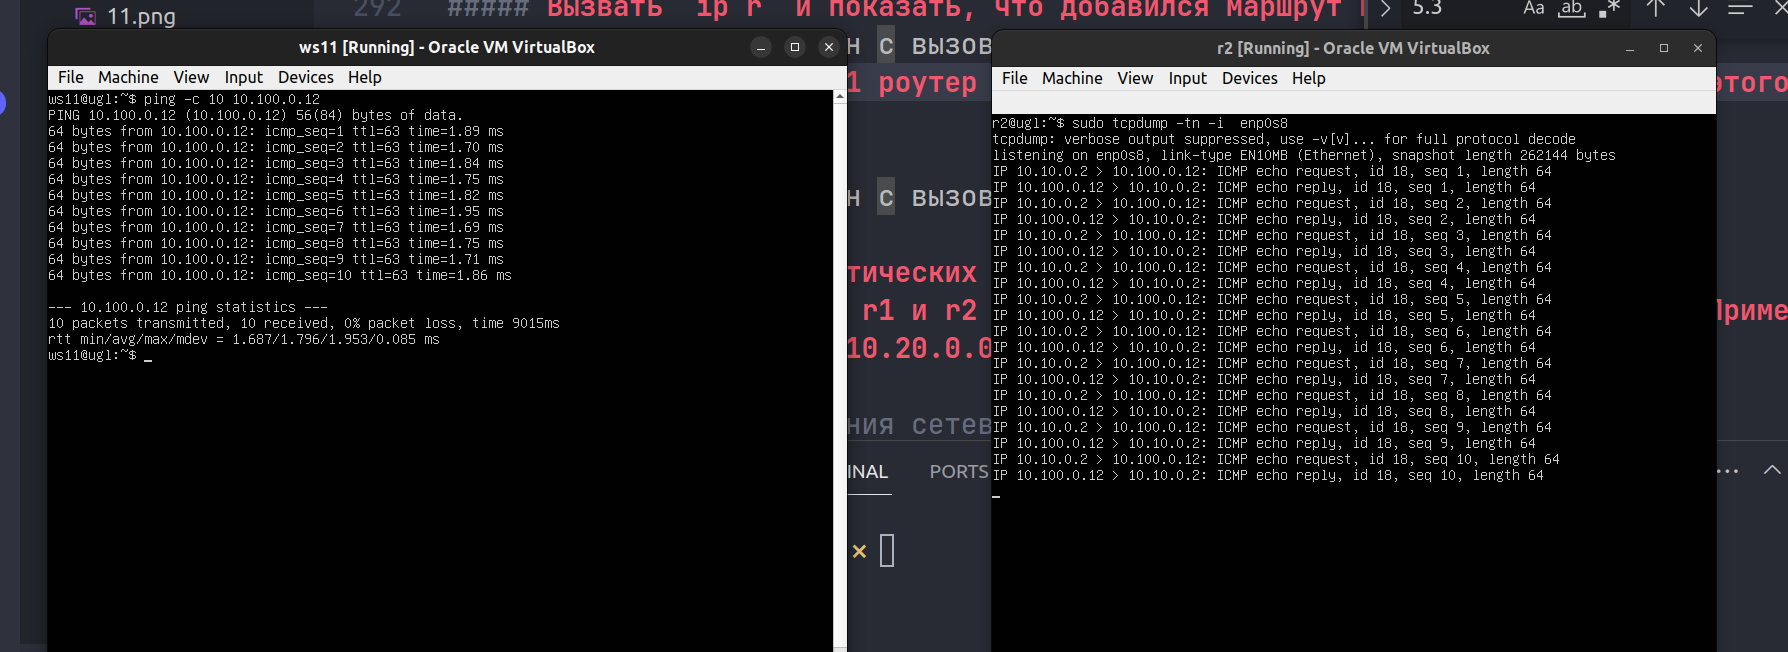 11.png
292 ##### Вызвать ip r и показать, что добавился маршрут
5.3
Aa ab .*
ws11 [Running] - Oracle VM VirtualBox
File Machine View Input Devices Help
ws11@ugl:~$ ping -c 10 10.100.0.12
PING 10.100.0.12 (10.100.0.12) 56(84) bytes of data.
64 bytes from 10.100.0.12: icmp_seq=1 ttl=63 time=1.89 ms
64 bytes from 10.100.0.12: icmp_seq=2 ttl=63 time=1.70 ms
64 bytes from 10.100.0.12: icmp_seq=3 ttl=63 time=1.84 ms
64 bytes from 10.100.0.12: icmp_seq=4 ttl=63 time=1.75 ms
64 bytes from 10.100.0.12: icmp_seq=5 ttl=63 time=1.82 ms
64 bytes from 10.100.0.12: icmp_seq=6 ttl=63 time=1.95 ms
64 bytes from 10.100.0.12: icmp_seq=7 ttl=63 time=1.69 ms
64 bytes from 10.100.0.12: icmp_seq=8 ttl=63 time=1.75 ms
64 bytes from 10.100.0.12: icmp_seq=9 ttl=63 time=1.71 ms
64 bytes from 10.100.0.12: icmp_seq=10 ttl=63 time=1.86 ms
--- 10.100.0.12 ping statistics ---
10 packets transmitted, 10 received, 0% packet loss, time 9015ms
rtt min/avg/max/mdev = 1.687/1.796/1.953/0.085 ms
ws11@ugl:~$ _
н с вызов
1 роутер
этого
н с вызов
тических
r1 и r2
Приме
10.20.0.0
ния сетев
INAL PORTS
r2 [Running] - Oracle VM VirtualBox
File Machine View Input Devices Help
r2@ugl:~$ sudo tcpdump -tn -i  enp0s8
tcpdump: verbose output suppressed, use -v[v]... for full protocol decode
listening on enp0s8, link-type EN10MB (Ethernet), snapshot length 262144 bytes
IP 10.10.0.2 > 10.100.0.12: ICMP echo request, id 18, seq 1, length 64
IP 10.100.0.12 > 10.10.0.2: ICMP echo reply, id 18, seq 1, length 64
IP 10.10.0.2 > 10.100.0.12: ICMP echo request, id 18, seq 2, length 64
IP 10.100.0.12 > 10.10.0.2: ICMP echo reply, id 18, seq 2, length 64
IP 10.10.0.2 > 10.100.0.12: ICMP echo request, id 18, seq 3, length 64
IP 10.100.0.12 > 10.10.0.2: ICMP echo reply, id 18, seq 3, length 64
IP 10.10.0.2 > 10.100.0.12: ICMP echo request, id 18, seq 4, length 64
IP 10.100.0.12 > 10.10.0.2: ICMP echo reply, id 18, seq 4, length 64
IP 10.10.0.2 > 10.100.0.12: ICMP echo request, id 18, seq 5, length 64
IP 10.100.0.12 > 10.10.0.2: ICMP echo reply, id 18, seq 5, length 64
IP 10.10.0.2 > 10.100.0.12: ICMP echo request, id 18, seq 6, length 64
IP 10.100.0.12 > 10.10.0.2: ICMP echo reply, id 18, seq 6, length 64
IP 10.10.0.2 > 10.100.0.12: ICMP echo request, id 18, seq 7, length 64
IP 10.100.0.12 > 10.10.0.2: ICMP echo reply, id 18, seq 7, length 64
IP 10.10.0.2 > 10.100.0.12: ICMP echo request, id 18, seq 8, length 64
IP 10.100.0.12 > 10.10.0.2: ICMP echo reply, id 18, seq 8, length 64
IP 10.10.0.2 > 10.100.0.12: ICMP echo request, id 18, seq 9, length 64
IP 10.100.0.12 > 10.10.0.2: ICMP echo reply, id 18, seq 9, length 64
IP 10.10.0.2 > 10.100.0.12: ICMP echo request, id 18, seq 10, length 64
IP 10.100.0.12 > 10.10.0.2: ICMP echo reply, id 18, seq 10, length 64